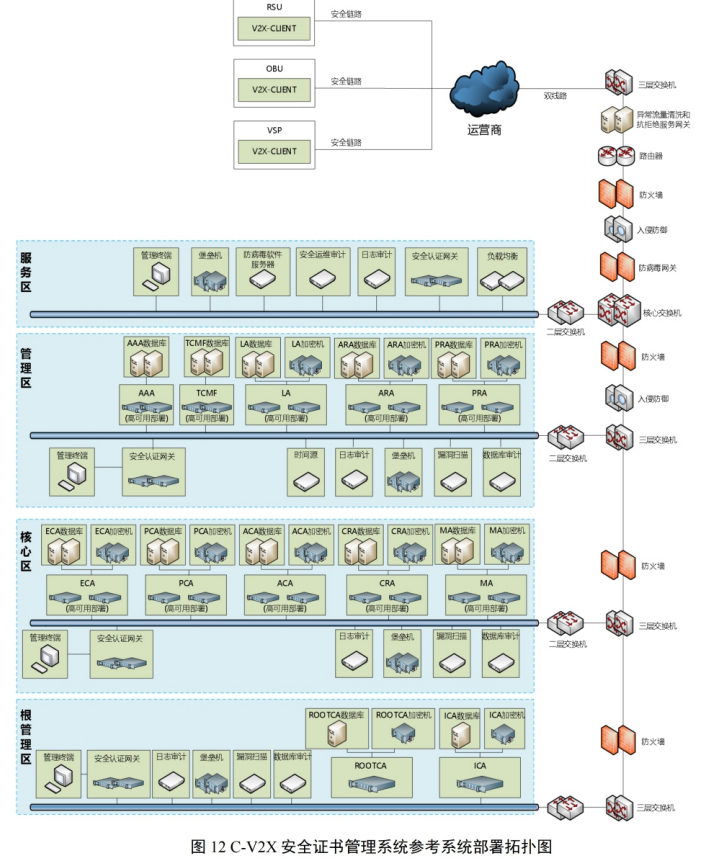 RSU
V2X-CLIENT
安全链路
OBU
V2X-CLIENT
安全链路
VSP
V2X-CLIENT
安全链路
运营商
双线路
三层交换机
异常流量清洗和
抗拒绝服务网关
路由器
防火墙
入侵防御
防病毒网关
核心交换机
二层交换机
服务区
管理终端
堡垒机
防病毒软件
服务器
安全运维审计
日志审计
安全认证网关
负载均衡
防火墙
入侵防御
三层交换机
二层交换机
管理区
AAA数据库
TCMF数据库
LA数据库
LA加密机
ARA数据库
ARA加密机
PRA数据库
PRA加密机
AAA
(高可用部署)
TCMF
(高可用部署)
LA
(高可用部署)
ARA
(高可用部署)
PRA
(高可用部署)
管理终端
安全认证网关
时间源
日志审计
堡垒机
漏洞扫描
数据库审计
防火墙
三层交换机
二层交换机
核心区
ECA数据库
ECA加密机
PCA数据库
PCA加密机
ACA数据库
ACA加密机
CRA数据库
CRA加密机
MA数据库
MA加密机
ECA
(高可用部署)
PCA
(高可用部署)
ACA
(高可用部署)
CRA
(高可用部署)
MA
(高可用部署)
管理终端
安全认证网关
日志审计
堡垒机
漏洞扫描
数据库审计
防火墙
三层交换机
根管理区
ROOTCA数据库
ROOTCA加密机
ICA数据库
ICA加密机
管理终端
安全认证网关
日志审计
堡垒机
漏洞扫描
数据库审计
ROOTCA
ICA
图 12 C-V2X 安全证书管理系统参考系统部署拓扑图